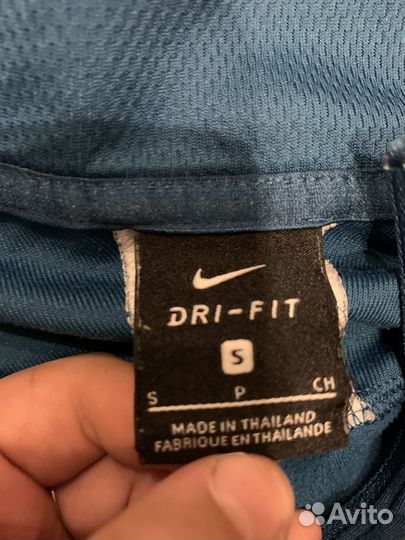 DRI-FIT
S
S P CH
MADE IN THAILAND
FABRIQUE EN THAILANDE
Avito